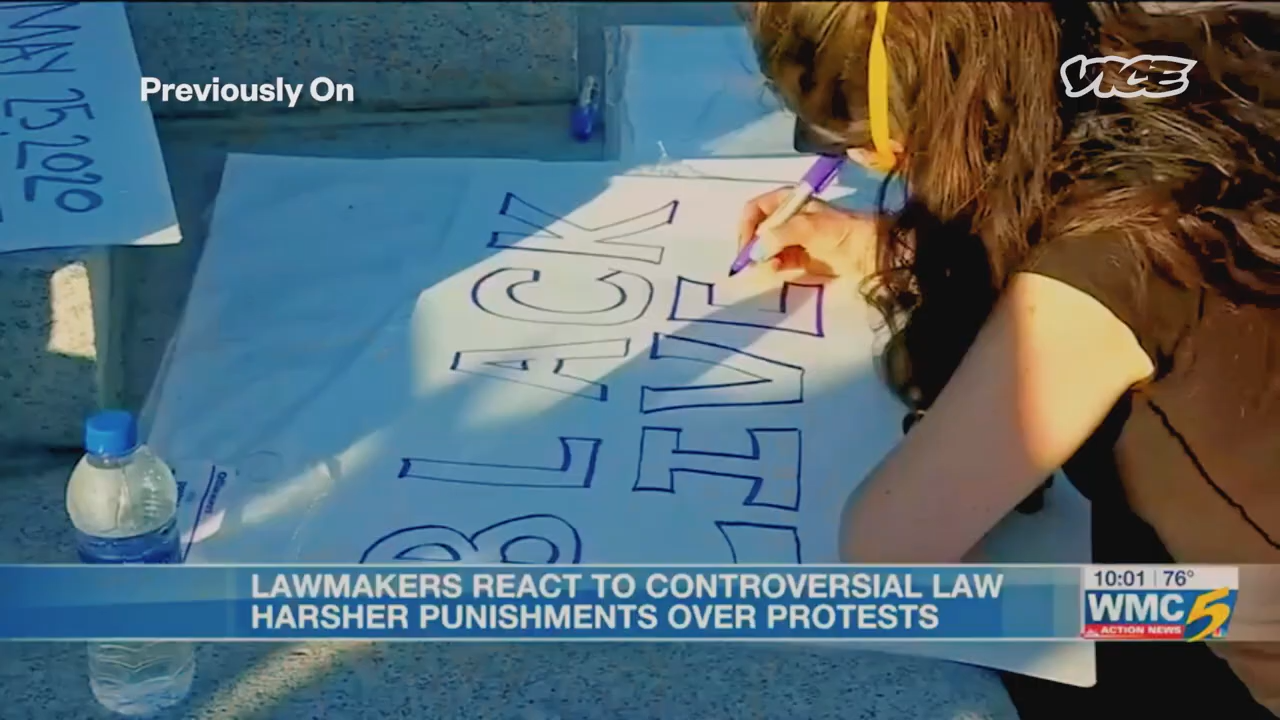 Previously On
VICE
MAY 25, 2020
BLACK
LIVE
LAWMAKERS REACT TO CONTROVERSIAL LAW
HARSHER PUNISHMENTS OVER PROTESTS
10:01 76°
WMC 5
ACTION NEWS